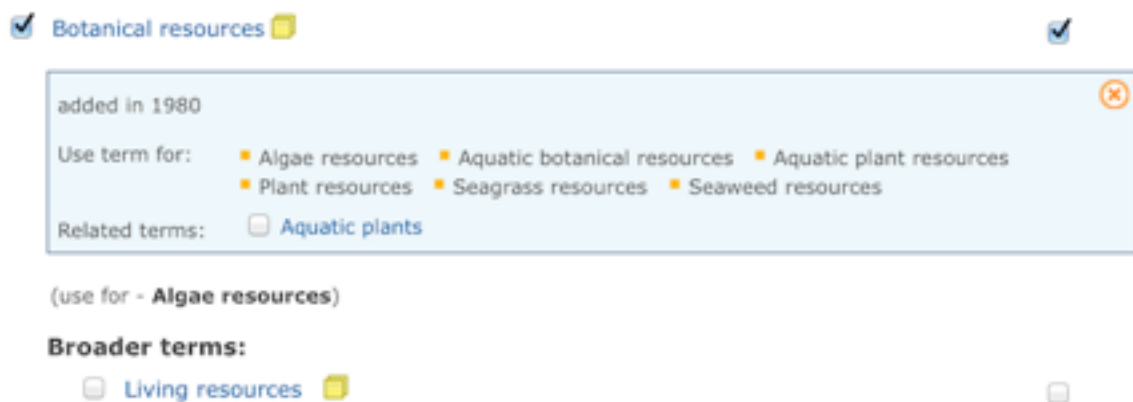 Botanical resources
added in 1980
Use term for: Algae resources Aquatic botanical resources Aquatic plant resources
Plant resources Seagrass resources Seaweed resources
Related terms: Aquatic plants
(use for - Algae resources)
Broader terms:
Living resources